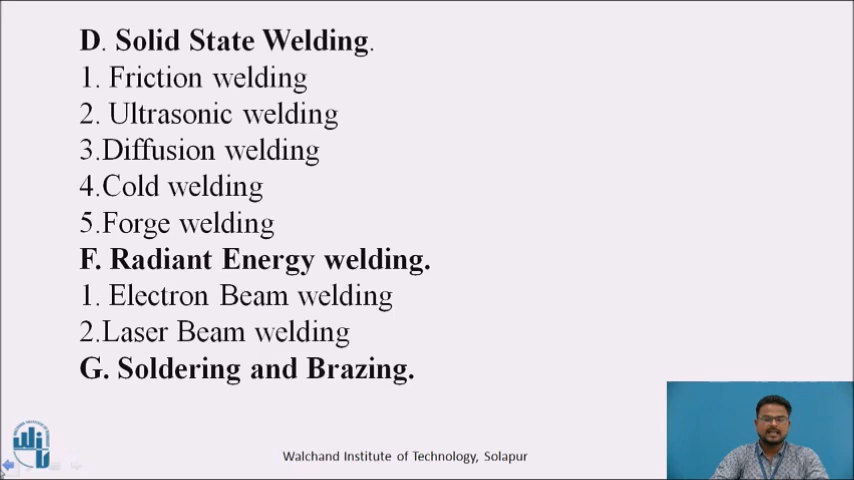 D. Solid State Welding.
1. Friction welding
2. Ultrasonic welding
3.Diffusion welding
4.Cold welding
5.Forge welding
F. Radiant Energy welding.
1. Electron Beam welding
2.Laser Beam welding
G. Soldering and Brazing.
Walchand Institute of Technology, Solapur